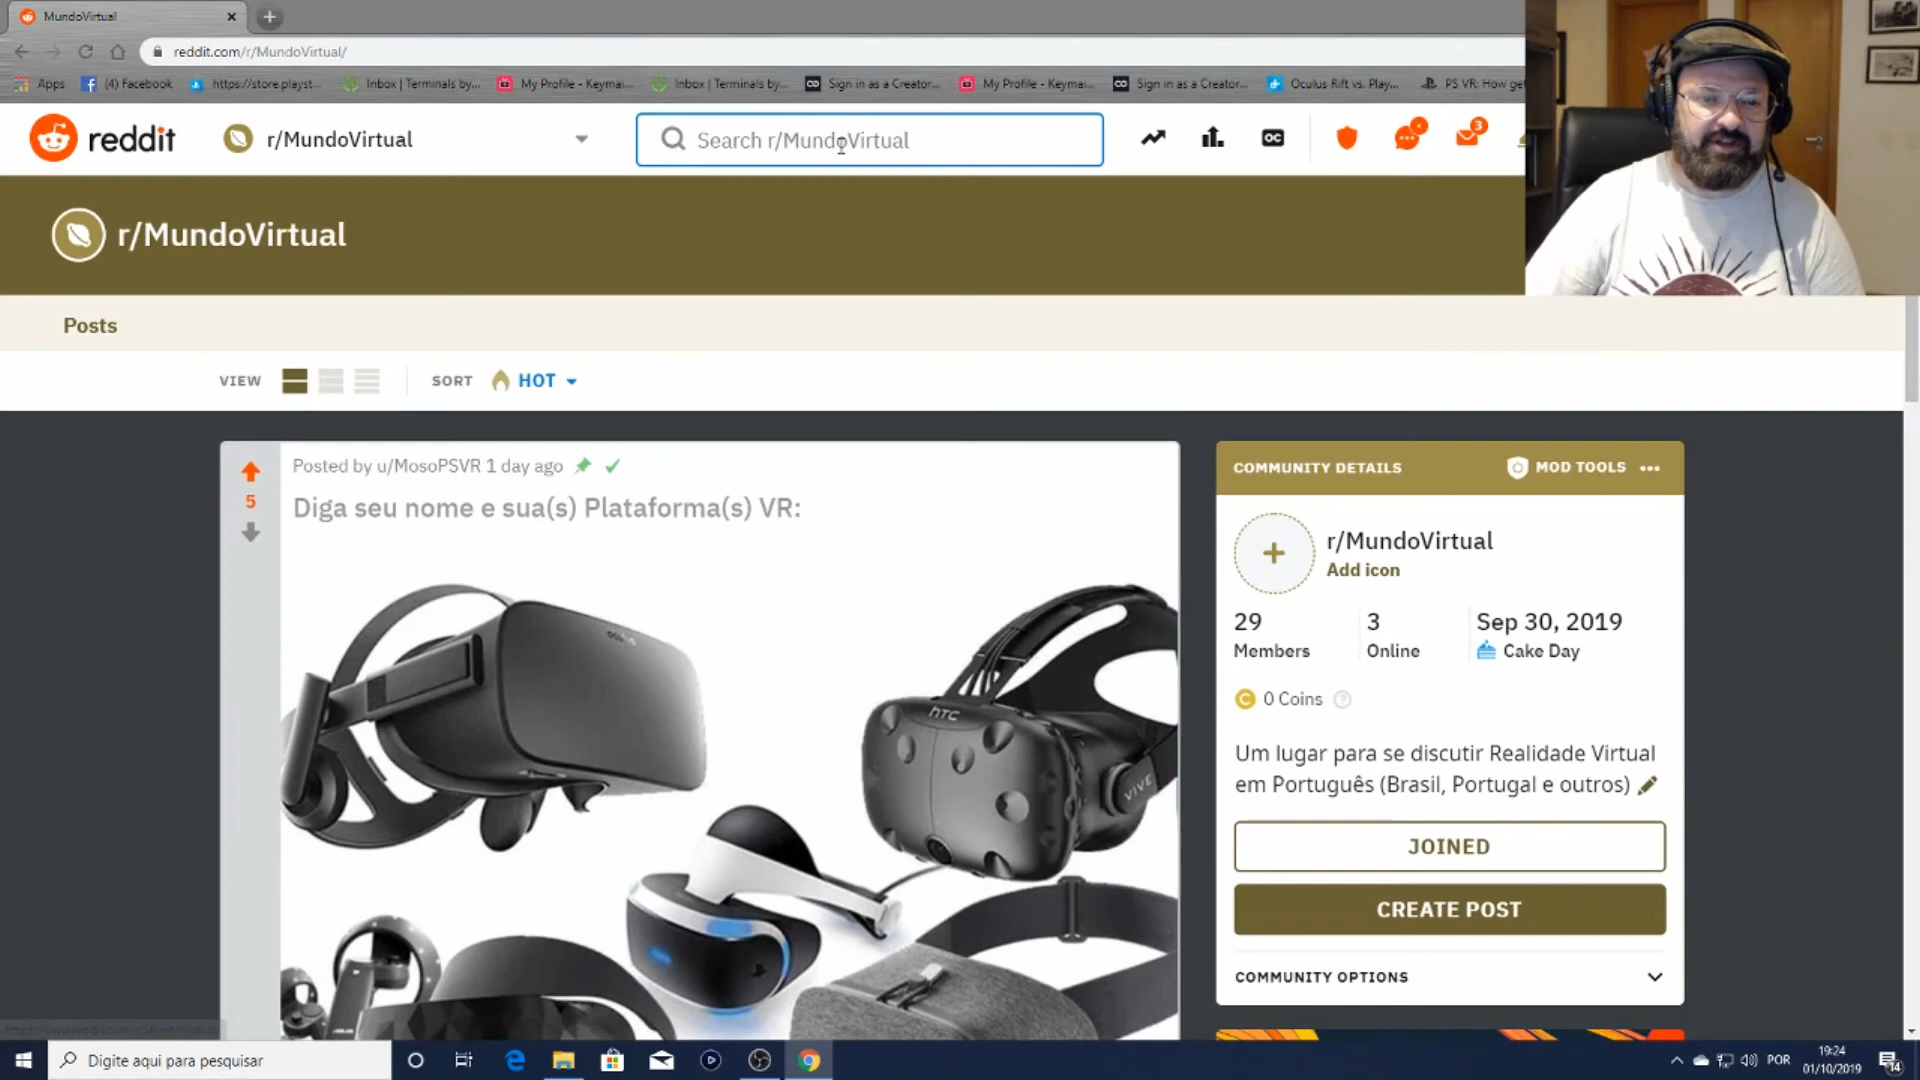 MundoVirtual
reddit.com/r/MundoVirtual/
Apps (4) Facebook https://store.playst... Inbox | Terminals by... My Profile - Keymai... Inbox | Terminals by... Sign in as a Creator... My Profile - Keymai... Sign in as a Creator... Oculus Rift vs. Play... PS VR: How get
reddit r/MundoVirtual Search r/MundoVirtual OC 3
r/MundoVirtual
Posts
VIEW SORT HOT
Posted by u/MosoPSVR 1 day ago
5
Diga seu nome e sua(s) Plataforma(s) VR:
oculus
hTC
VIVE
COMMUNITY DETAILS MOD TOOLS
r/MundoVirtual
Add icon
29 3 Sep 30, 2019
Members Online Cake Day
0 Coins
Um lugar para se discutir Realidade Virtual
em Português (Brasil, Portugal e outros)
JOINED
CREATE POST
COMMUNITY OPTIONS
Digite aqui para pesquisar
POR
19:24
01/10/2019
14